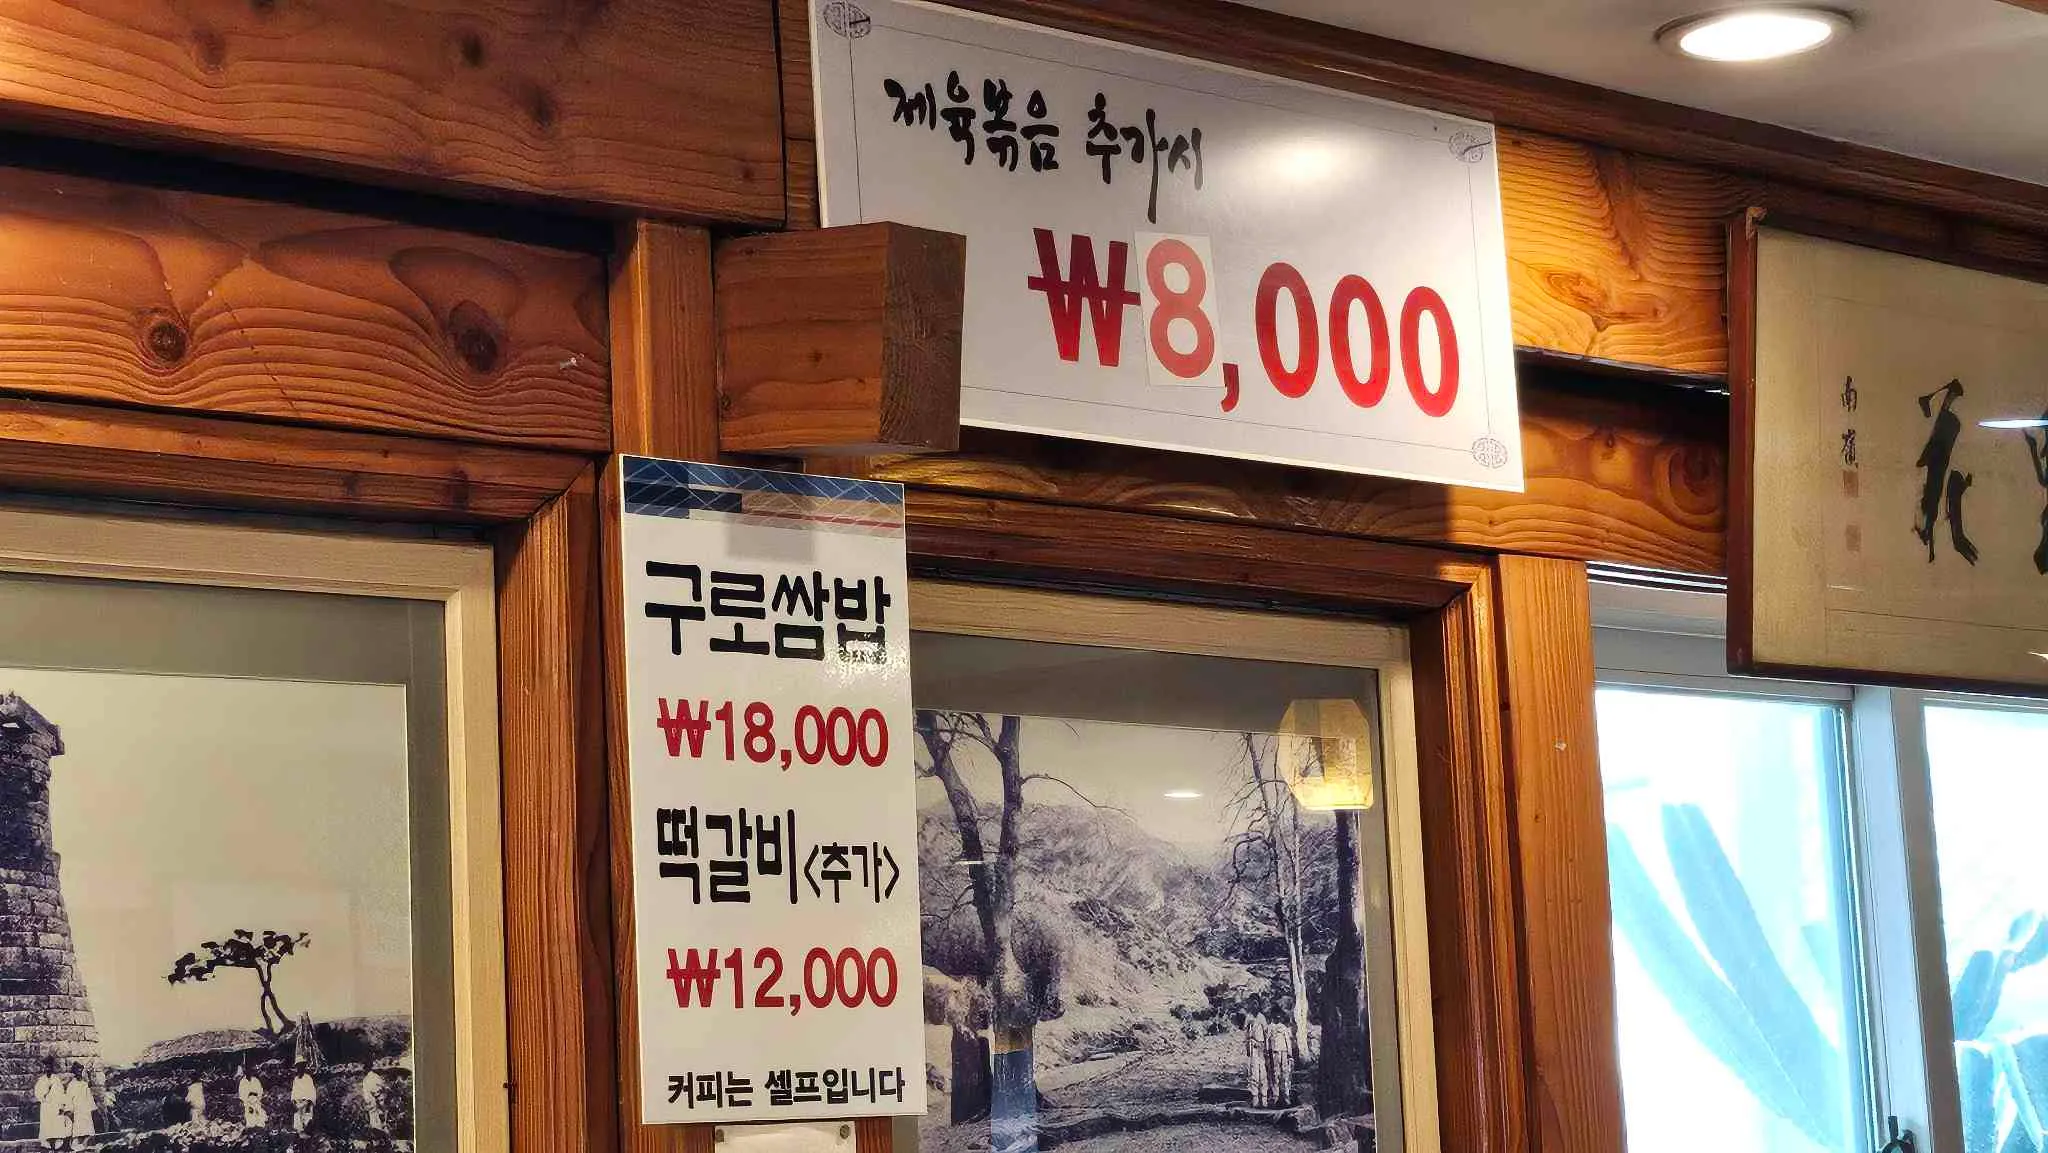 제육볶음 추가시
₩8,000
구로쌈밥
₩18,000
떡갈비<추가>
₩12,000
커피는 셀프입니다